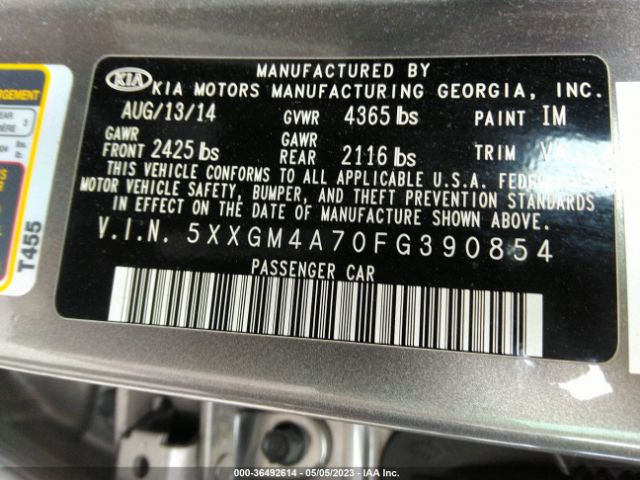 KIA
MANUFACTURED BY
KIA MOTORS MANUFACTURING GEORGIA, INC.
AUG/13/14 GVWR 4365 lbs PAINT IM
GAWR FRONT 2425 lbs GAWR REAR 2116 lbs TRIM
THIS VEHICLE CONFORMS TO ALL APPLICABLE U.S.A.
MOTOR VEHICLE SAFETY, BUMPER, AND THEFT PREVENTION STANDARDS
IN EFFECT ON THE DATE OF MANUFACTURE SHOWN ABOVE.
V.I.N. 5XXGM4A70FG390854
PASSENGER CAR
T455
000-36492614 - 05/05/2023 - IAA Inc.